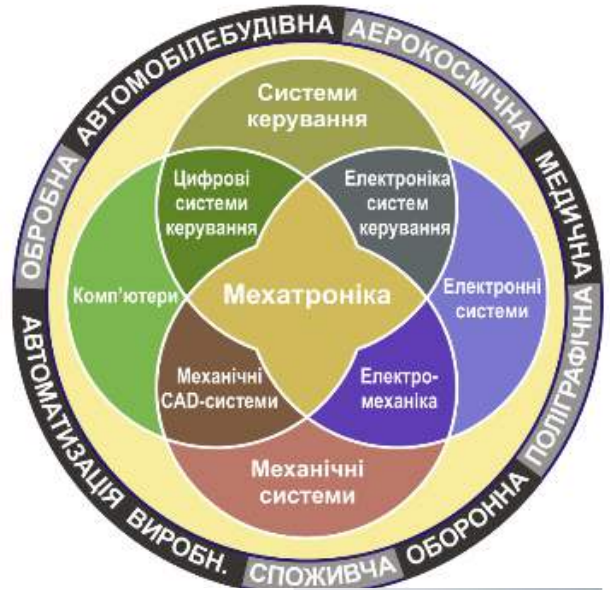 АВТОМОБІЛЕБУДІВНА
АЕРОКОСМІЧНА
МЕДИЧНА
ПОЛІГРАФІЧНА
ОБОРОННА
СПОЖИВЧА
АВТОМАТИЗАЦІЯ ВИРОБН.
ОБРОБНА
Системи
керування
Цифрові
системи
керування
Електроніка
систем
керування
Комп’ютери
Мехатроніка
Електронні
системи
Механічні
CAD-системи
Електро-
механіка
Механічні
системи